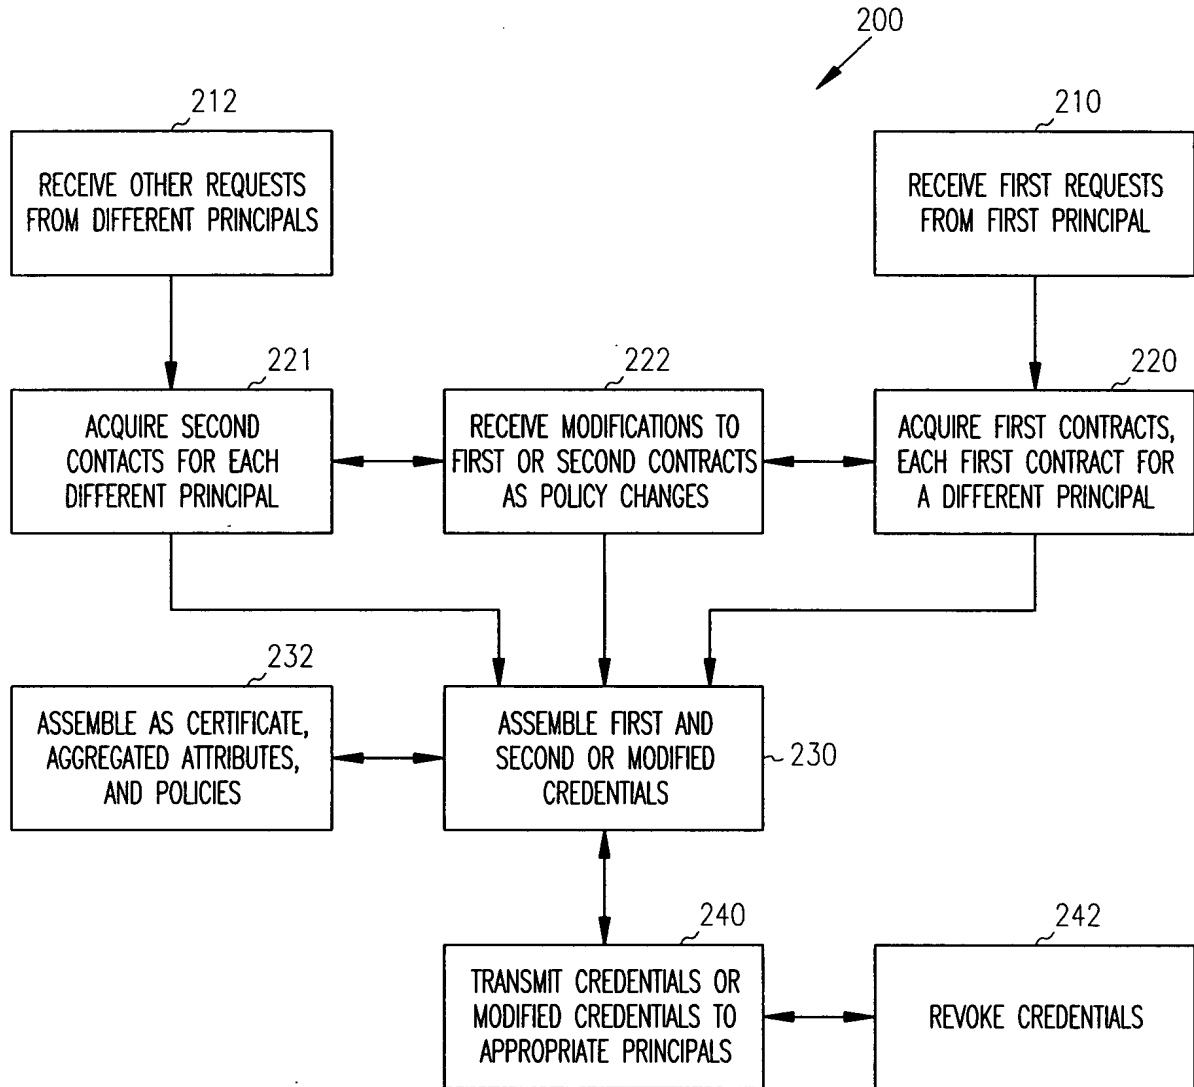 200
212
RECEIVE OTHER REQUESTS
FROM DIFFERENT PRINCIPALS
210
RECEIVE FIRST REQUESTS
FROM FIRST PRINCIPAL
221
ACQUIRE SECOND
CONTACTS FOR EACH
DIFFERENT PRINCIPAL
222
RECEIVE MODIFICATIONS TO
FIRST OR SECOND CONTRACTS
AS POLICY CHANGES
220
ACQUIRE FIRST CONTRACTS,
EACH FIRST CONTRACT FOR
A DIFFERENT PRINCIPAL
232
ASSEMBLE AS CERTIFICATE,
AGGREGATED ATTRIBUTES,
AND POLICIES
ASSEMBLE FIRST AND
SECOND OR MODIFIED
CREDENTIALS
230
240
TRANSMIT CREDENTIALS OR
MODIFIED CREDENTIALS TO
APPROPRIATE PRINCIPALS
242
REVOKE CREDENTIALS